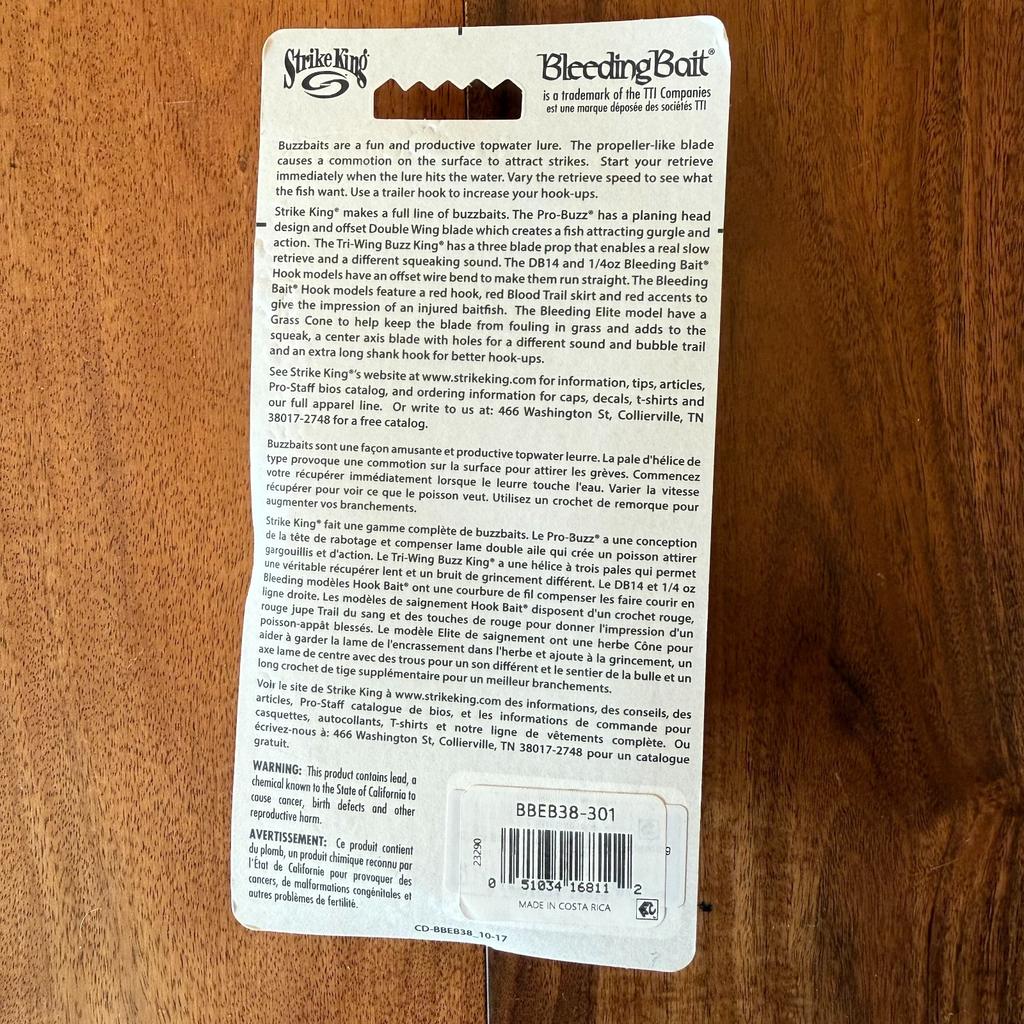 Strike King
Bleeding Bait®
is a trademark of the TTI Companies
est une marque déposée des sociétés TTI
Buzzbaits are a fun and productive topwater lure. The propeller-like blade
causes a commotion on the surface to attract strikes. Start your retrieve
immediately when the lure hits the water. Vary the retrieve speed to see what
the fish want. Use a trailer hook to increase your hook-ups.
Strike King® makes a full line of buzzbaits. The Pro-Buzz® has a planing head
design and offset Double Wing blade which creates a fish attracting gurgle and
action. The Tri-Wing Buzz King® has a three blade prop that enables a real slow
retrieve and a different squeaking sound. The DB14 and 1/4oz Bleeding Bait®
Hook models have an offset wire bend to make them run straight. The Bleeding
Bait® Hook models feature a red hook, red Blood Trail skirt and red accents to
give the impression of an injured baitfish. The Bleeding Elite model have a
Grass Cone to help keep the blade from fouling in grass and adds to the
squeak, a center axis blade with holes for a different sound and bubble trail
and an extra long shank hook for better hook-ups.
See Strike King®'s website at www.strikeking.com for information, tips, articles,
Pro-Staff bios catalog, and ordering information for caps, decals, t-shirts and
our full apparel line. Or write to us at: 466 Washington St, Collierville, TN
38017-2748 for a free catalog.
Buzzbaits sont une façon amusante et productive topwater leurre. La pale d'hélice de
type provoque une commotion sur la surface pour attirer les grèves. Commencez
votre récupérer immédiatement lorsque le leurre touche l'eau. Varier la vitesse
récupérer pour voir ce que le poisson veut. Utilisez un crochet de remorque pour
augmenter vos branchements.
Strike King® fait une gamme complète de buzzbaits. Le Pro-Buzz® a une conception
de la tête de rabotage et compenser lame double aile qui crée un poisson attirer
gargouillis et d'action. Le Tri-Wing Buzz King® a une hélice à trois pales qui permet
une véritable récupérer lent et un bruit de grincement différent. Le DB14 et 1/4 oz
Bleeding modèles Hook Bait® ont une courbure de fil compenser les faire courir en
ligne droite. Les modèles de saignement Hook Bait® disposent d'un crochet rouge,
rouge jupe Trail du sang et des touches de rouge pour donner l'impression d'un
poisson-appât blessés. Le modèle Elite de saignement ont une herbe Cône pour
aider à garder la lame de l'encrassement dans l'herbe et ajoute à la grincement, un
axe lame de centre avec des trous pour un son différent et le sentier de la bulle et un
long crochet de tige supplémentaire pour un meilleur branchements.
Voir le site de Strike King à www.strikeking.com des informations, des conseils, des
articles, Pro-Staff catalogue de bios, et les informations de commande pour
casquettes, autocollants, T-shirts et notre ligne de vêtements complète. Ou
écrivez-nous à: 466 Washington St, Collierville, TN 38017-2748 pour un catalogue
gratuit.
WARNING: This product contains lead, a
chemical known to the State of California to
cause cancer, birth defects and other
reproductive harm.
AVERTISSEMENT: Ce produit contient
du plomb, un produit chimique reconnu par
l'État de Californie pour provoquer des
cancers, de malformations congénitales et
autres problèmes de fertilité.
BBEB38-301
23290
0 51034 16811 2
9
MADE IN COSTA RICA
CD-BBEB38_10-17